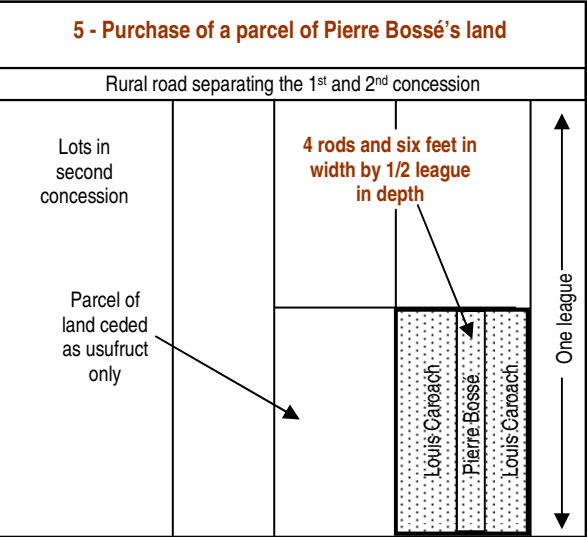 5 - Purchase of a parcel of Pierre Bossé's land
Rural road separating the 1st and 2nd concession
Lots in
second
concession
4 rods and six feet in
width by 1/2 league
in depth
Parcel of
land ceded
as usufruct
only
Louis Caroach
Pierre Bossé
Louis Caroach
One league